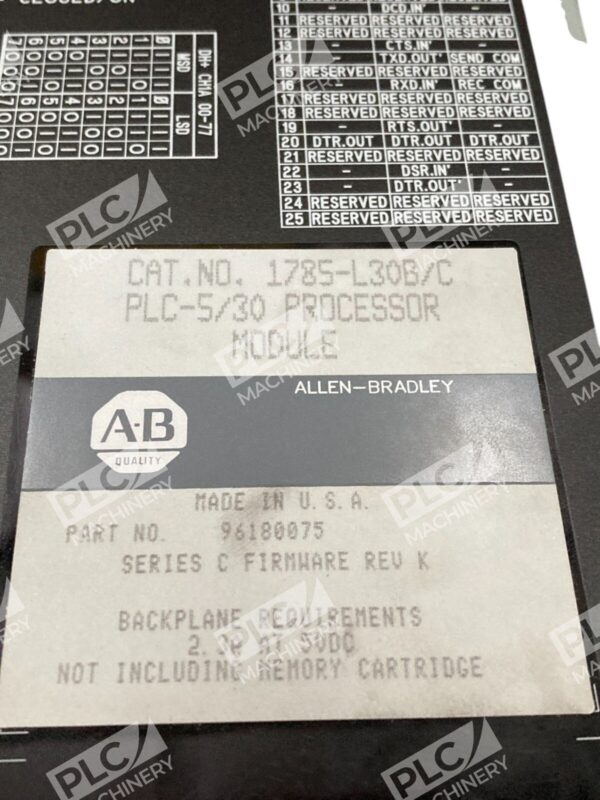 CLOSED/ON
10 - DCD.IN' -
11 RESERVED RESERVED RESERVED
12 RESERVED RESERVED RESERVED
13 - CTS.IN' -
14 - TXD.OUT' SEND COM
15 RESERVED RESERVED RESERVED
16 - RXD.IN' REC COM
17 RESERVED RESERVED RESERVED
18 RESERVED RESERVED RESERVED
19 - RTS.OUT' -
20 DTR.OUT DTR.OUT DTR.OUT
21 RESERVED RESERVED RESERVED
22 - DSR.IN' -
23 - DTR.OUT' -
24 RESERVED RESERVED RESERVED
25 RESERVED RESERVED RESERVED
DH+ CHIA 00-77
MSD
LSD
CAT.NO. 1785-L30B/C
PLC-5/30 PROCESSOR
MODULE
ALLEN-BRADLEY
A-B
QUALITY
MADE IN U.S.A.
PART NO. 96180075
SERIES C FIRMWARE REV K
BACKPLANE REQUIREMENTS
NOT INCLUDING MEMORY CARTRIDGE
PLC MACHINERY